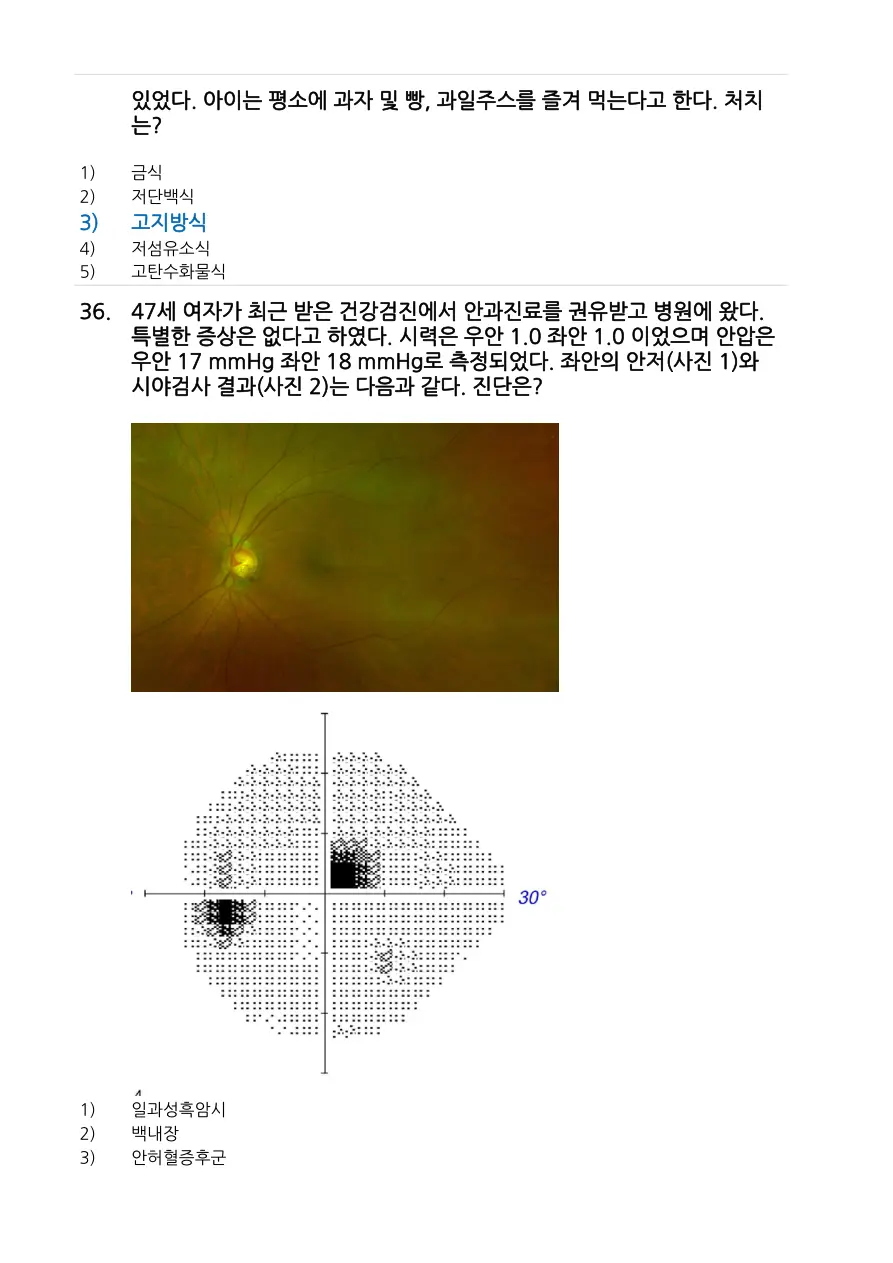 있었다. 아이는 평소에 과자 및 빵, 과일주스를 즐겨 먹는다고 한다. 처치
는?
1) 금식
2) 저단백식
3) 고지방식
4) 저섬유소식
5) 고탄수화물식
36. 47세 여자가 최근 받은 건강검진에서 안과진료를 권유받고 병원에 왔다.
특별한 증상은 없다고 하였다. 시력은 우안 1.0 좌안 1.0 이었으며 안압은
우안 17 mmHg 좌안 18 mmHg로 측정되었다. 좌안의 안저(사진 1)와
시야검사 결과(사진 2)는 다음과 같다. 진단은?
30°
1) 일과성흑암시
2) 백내장
3) 안허혈증후군